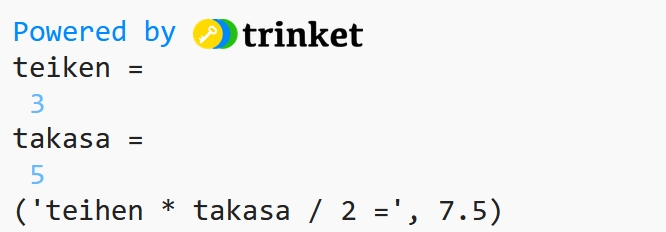 Powered by trinket
teiken =
3
takasa =
5
('teihen * takasa / 2 =', 7.5)